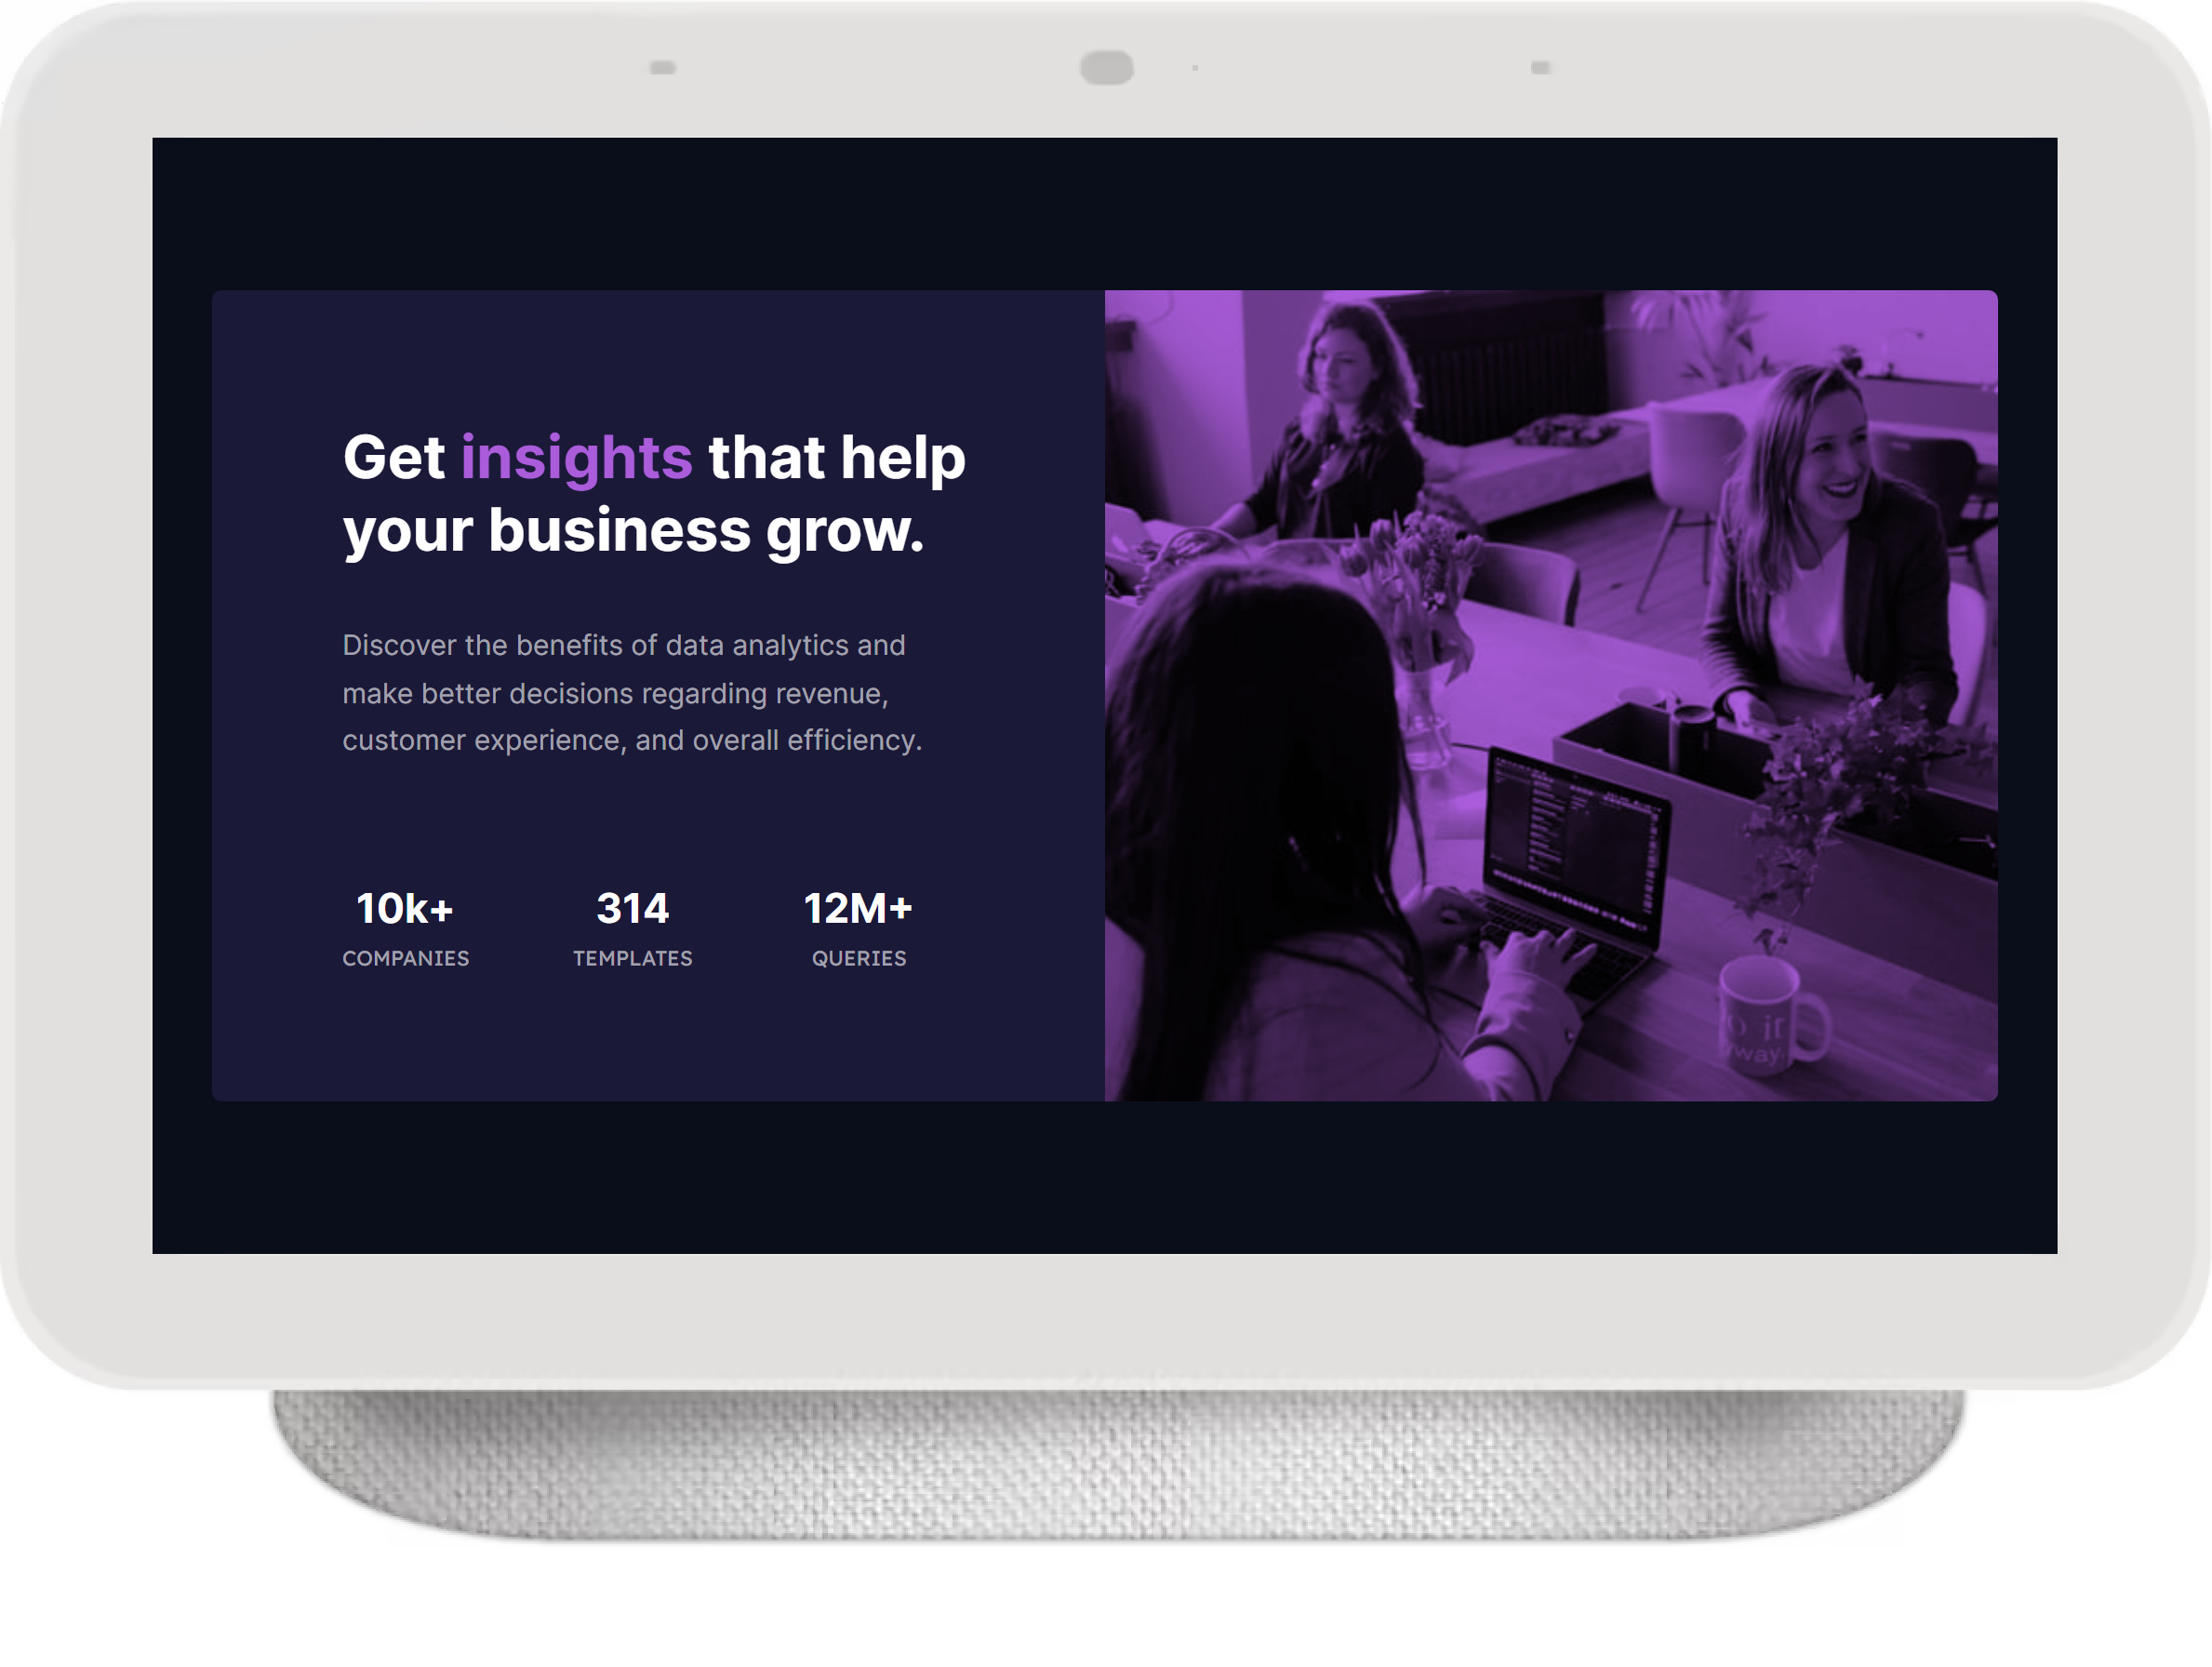 Get insights that help
your business grow.
Discover the benefits of data analytics and
make better decisions regarding revenue,
customer experience, and overall efficiency.
10k+
COMPANIES
314
TEMPLATES
12M+
QUERIES